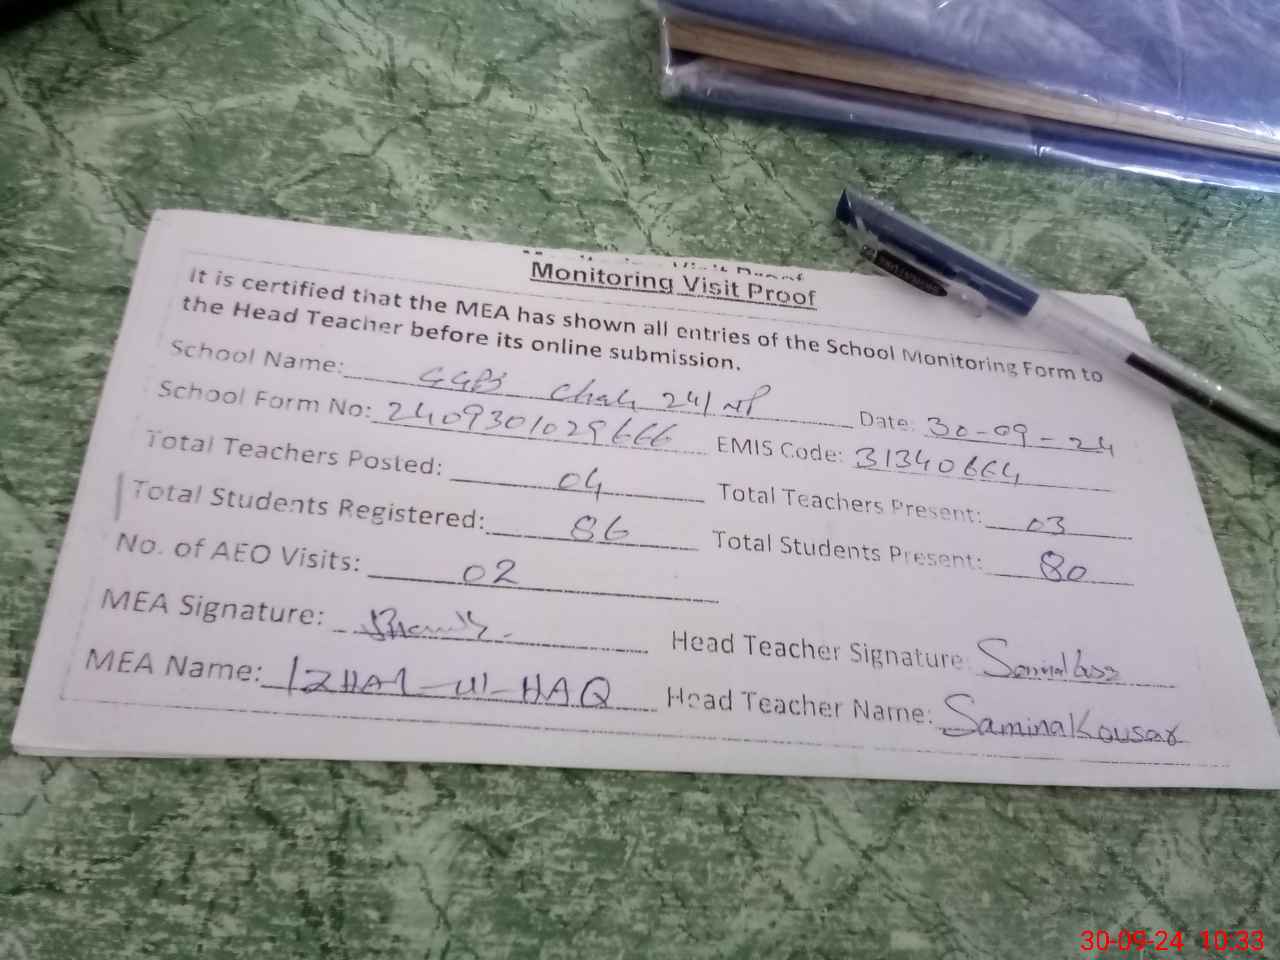 Monitoring Visit Proof
It is certified that the MEA has shown all entries of the School Monitoring Form to
the Head Teacher before its online submission.
School Name: GGPS Chak 24/NP Date: 30-09-24
School Form No: 2409301029666 EMIS Code: 31340664
Total Teachers Posted: 04 Total Teachers Present: 03
Total Students Registered: 86 Total Students Present: 80
No. of AEO Visits: 02
MEA Signature: Head Teacher Signature:
MEA Name: IZHAR-UL-HAQ Head Teacher Name: Samina Kousar
30-09-24 10:33